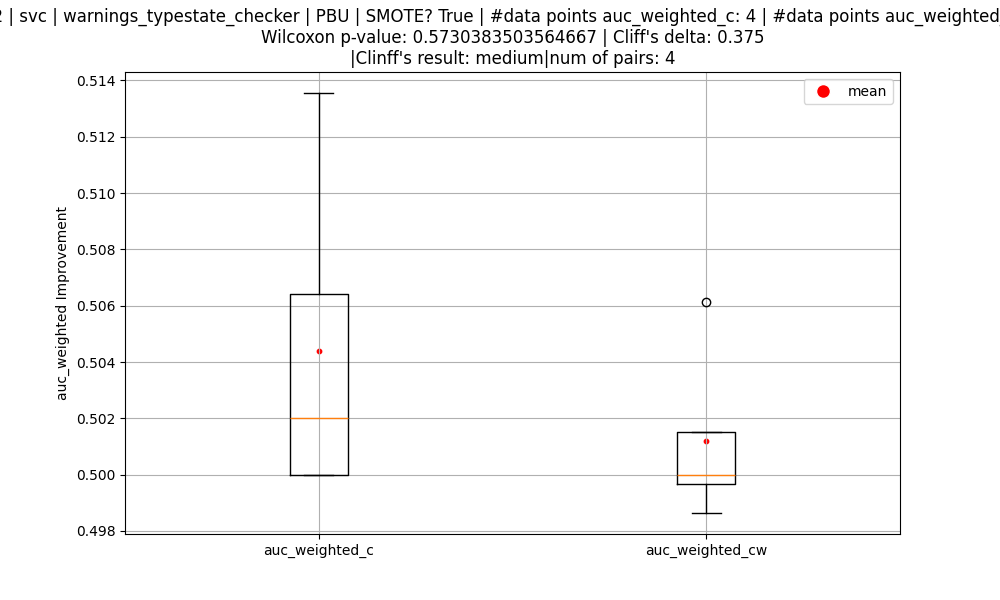 2 | svc | warnings_typestate_checker | PBU | SMOTE? True | #data points auc_weighted_c: 4 | #data points auc_weighted_
Wilcoxon p-value: 0.5730383503564667 | Cliff's delta: 0.375
|Clinff's result: medium|num of pairs: 4
mean
0.514
0.512
0.510
0.508
0.506
0.504
0.502
0.500
0.498
auc_weighted Improvement
auc_weighted_c
auc_weighted_cw